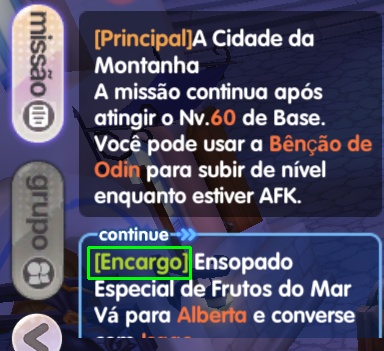 missão
grupo
[Principal]A Cidade da
Montanha
A missão continua após
atingir o Nv.60 de Base.
Você pode usar a Bênção de
Odin para subir de nível
enquanto estiver AFK.
continue
[Encargo] Ensopado
Especial de Frutos do Mar
Vá para Alberta e converse
com